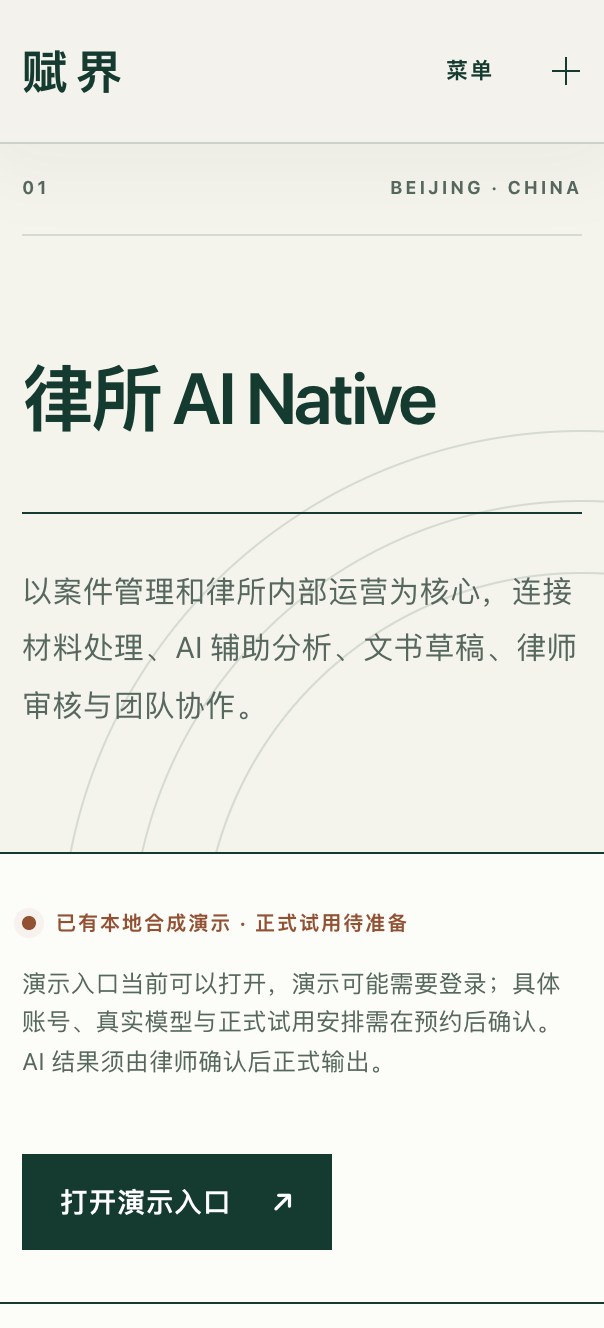 赋界
菜单
01
BEIJING · CHINA
律所 AI Native
以案件管理和律所内部运营为核心，连接
材料处理、AI 辅助分析、文书草稿、律师
审核与团队协作。
已有本地合成演示 · 正式试用待准备
演示入口当前可以打开，演示可能需要登录；具体
账号、真实模型与正式试用安排需在预约后确认。
AI 结果须由律师确认后正式输出。
打开演示入口